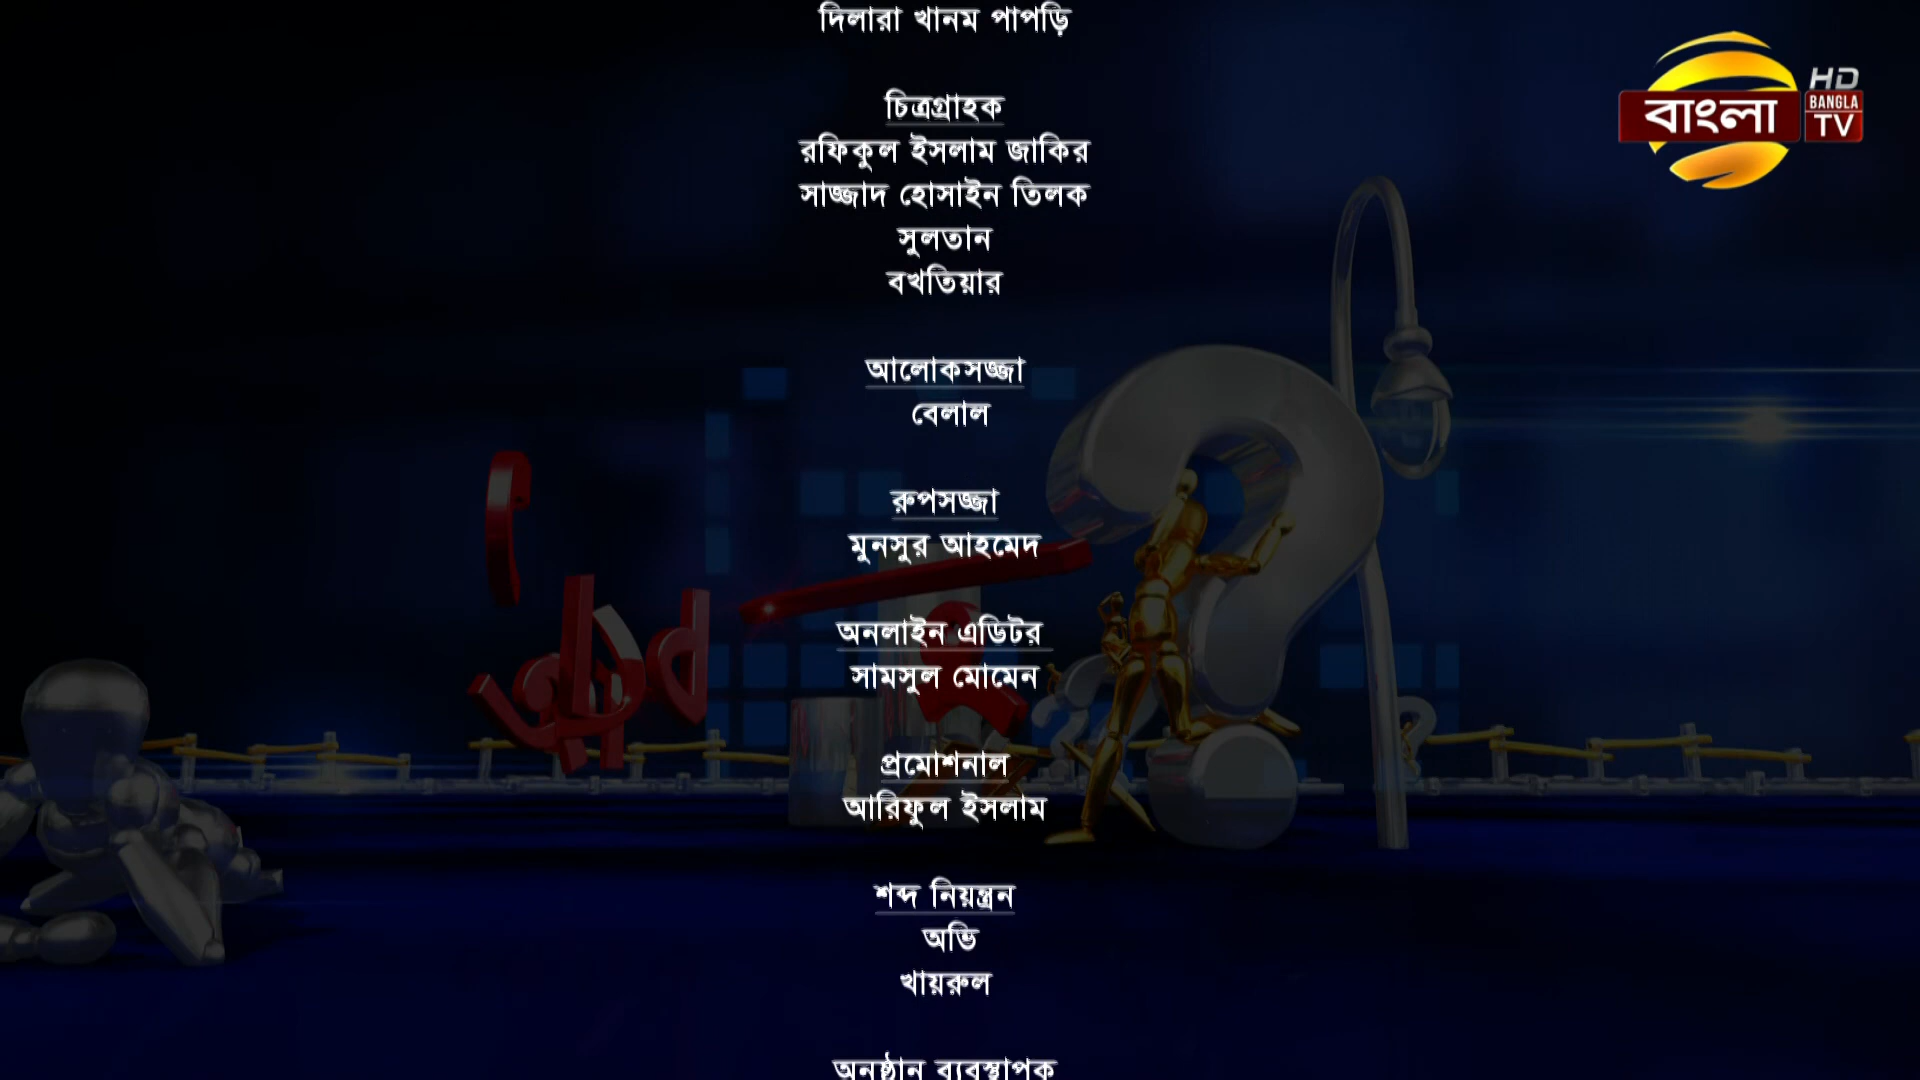 দিলারা খানম পাপড়ি
চিত্রগ্রাহক
রফিকুল ইসলাম জাকির
সাজ্জাদ হোসাইন তিলক
সুলতান
বখতিয়ার
আলোকসজ্জা
বেলাল
রুপসজ্জা
মুনসুর আহমেদ
অনলাইন এডিটর
সামসুল মোমেন
প্রমোশনাল
আরিফুল ইসলাম
শব্দ নিয়ন্ত্রন
অভি
খায়রুল
অনুষ্ঠান ব্যবস্থাপক
বাংলা
HD
BANGLA
TV